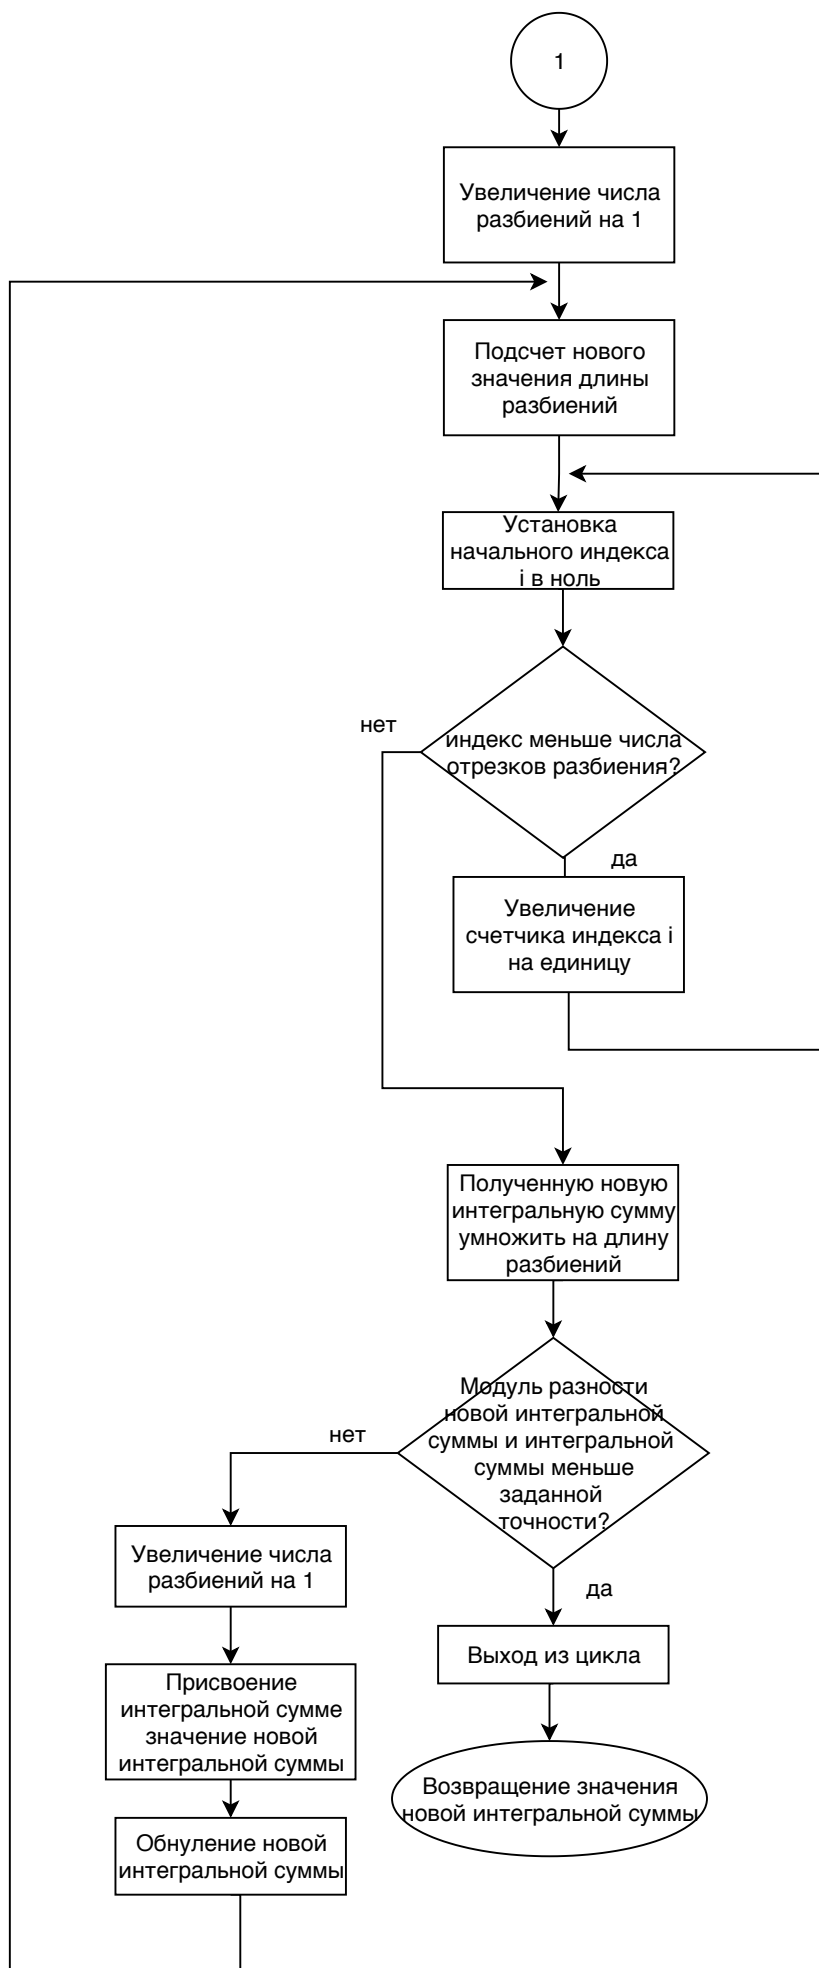 1
Увеличение числа
разбиений на 1
Подсчет нового
значения длины
разбиений
Установка
начального индекса
i в ноль
нет
индекс меньше числа
отрезков разбиения?
да
Увеличение
счетчика индекса i
на единицу
Полученную новую
интегральную сумму
умножить на длину
разбиений
Модуль разности
новой интегральной
суммы и интегральной
суммы меньше
заданной
точности?
нет
да
Увеличение числа
разбиений на 1
Выход из цикла
Присвоение
интегральной сумме
значение новой
интегральной суммы
Возвращение значения
новой интегральной суммы
Обнуление новой
интегральной суммы